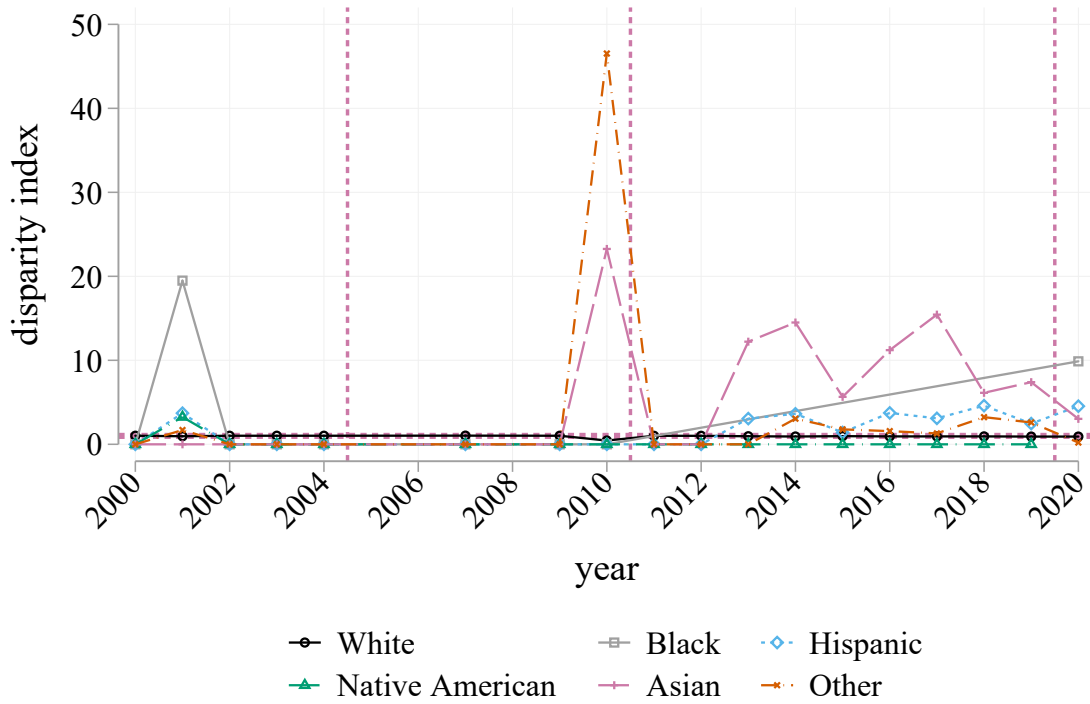 50
40
30
20
10
0
disparity index
2000 2002 2004 2006 2008 2010 2012 2014 2016 2018 2020
year
White Black Hispanic
Native American Asian Other